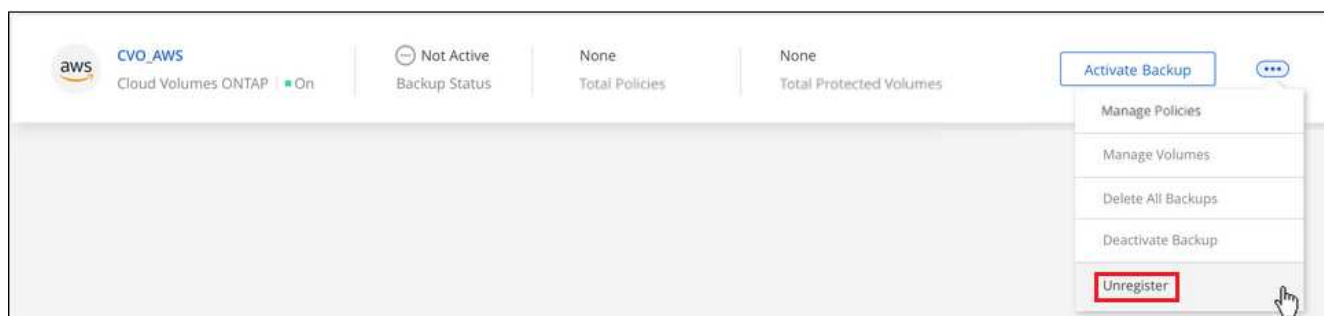 aws
CVO_AWS
Cloud Volumes ONTAP On
Not Active
Backup Status
None
Total Policies
None
Total Protected Volumes
Activate Backup
Manage Policies
Manage Volumes
Delete All Backups
Deactivate Backup
Unregister